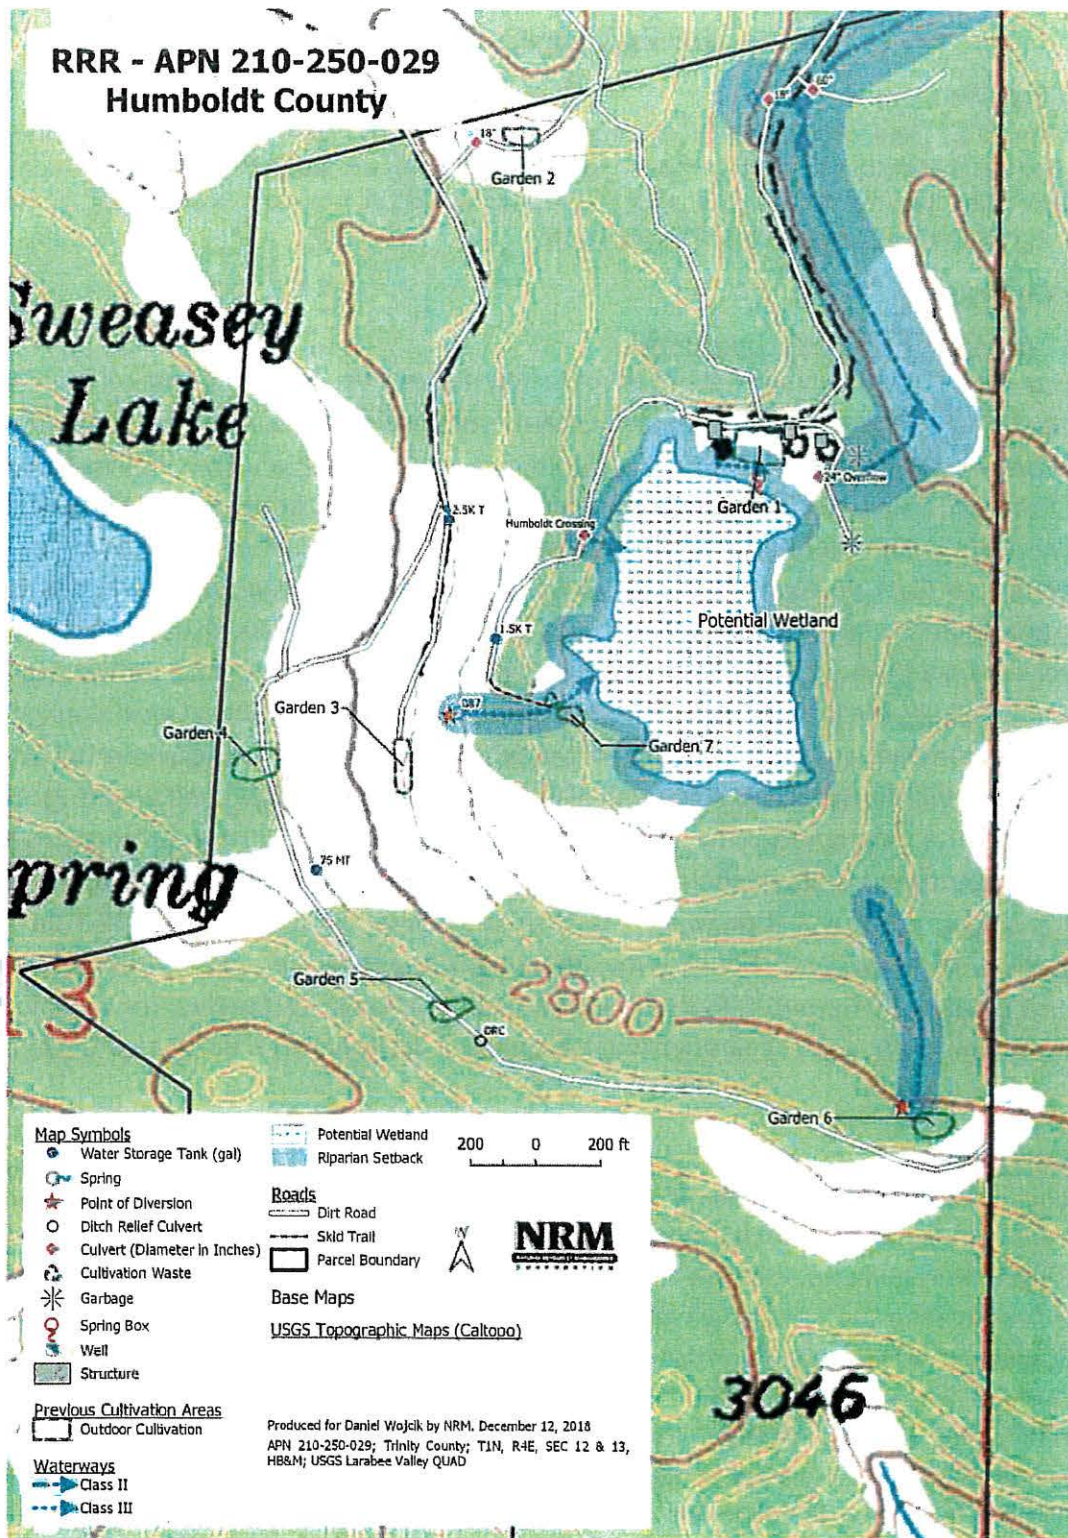 RRR - APN 210-250-029
Humboldt County
18"
60"
18"
Garden 2
Sweasey
Lake
2.5K T
24" Overflow
Garden 1
Humboldt Crossing
Potential Wetland
1.5K T
Garden 3
Garden 4
Garden 7
75 HT
pring
13
Garden 5
2800
DRC
Garden 6
Map Symbols
Water Storage Tank (gal)
Spring
Point of Diversion
Ditch Relief Culvert
Culvert (Diameter in Inches)
Cultivation Waste
Garbage
Spring Box
Well
Structure
Previous Cultivation Areas
Outdoor Cultivation
Waterways
Class II
Class III
Potential Wetland
Riparian Setback
Roads
Dirt Road
Skid Trail
Parcel Boundary
Base Maps
USGS Topographic Maps (Caltopo)
200 0 200 ft
N
NRM
Produced for Daniel Wojcik by NRM. December 12, 2018
APN 210-250-029; Trinity County; T1N, R4E, SEC 12 & 13,
HB&M; USGS Larabee Valley QUAD
3046